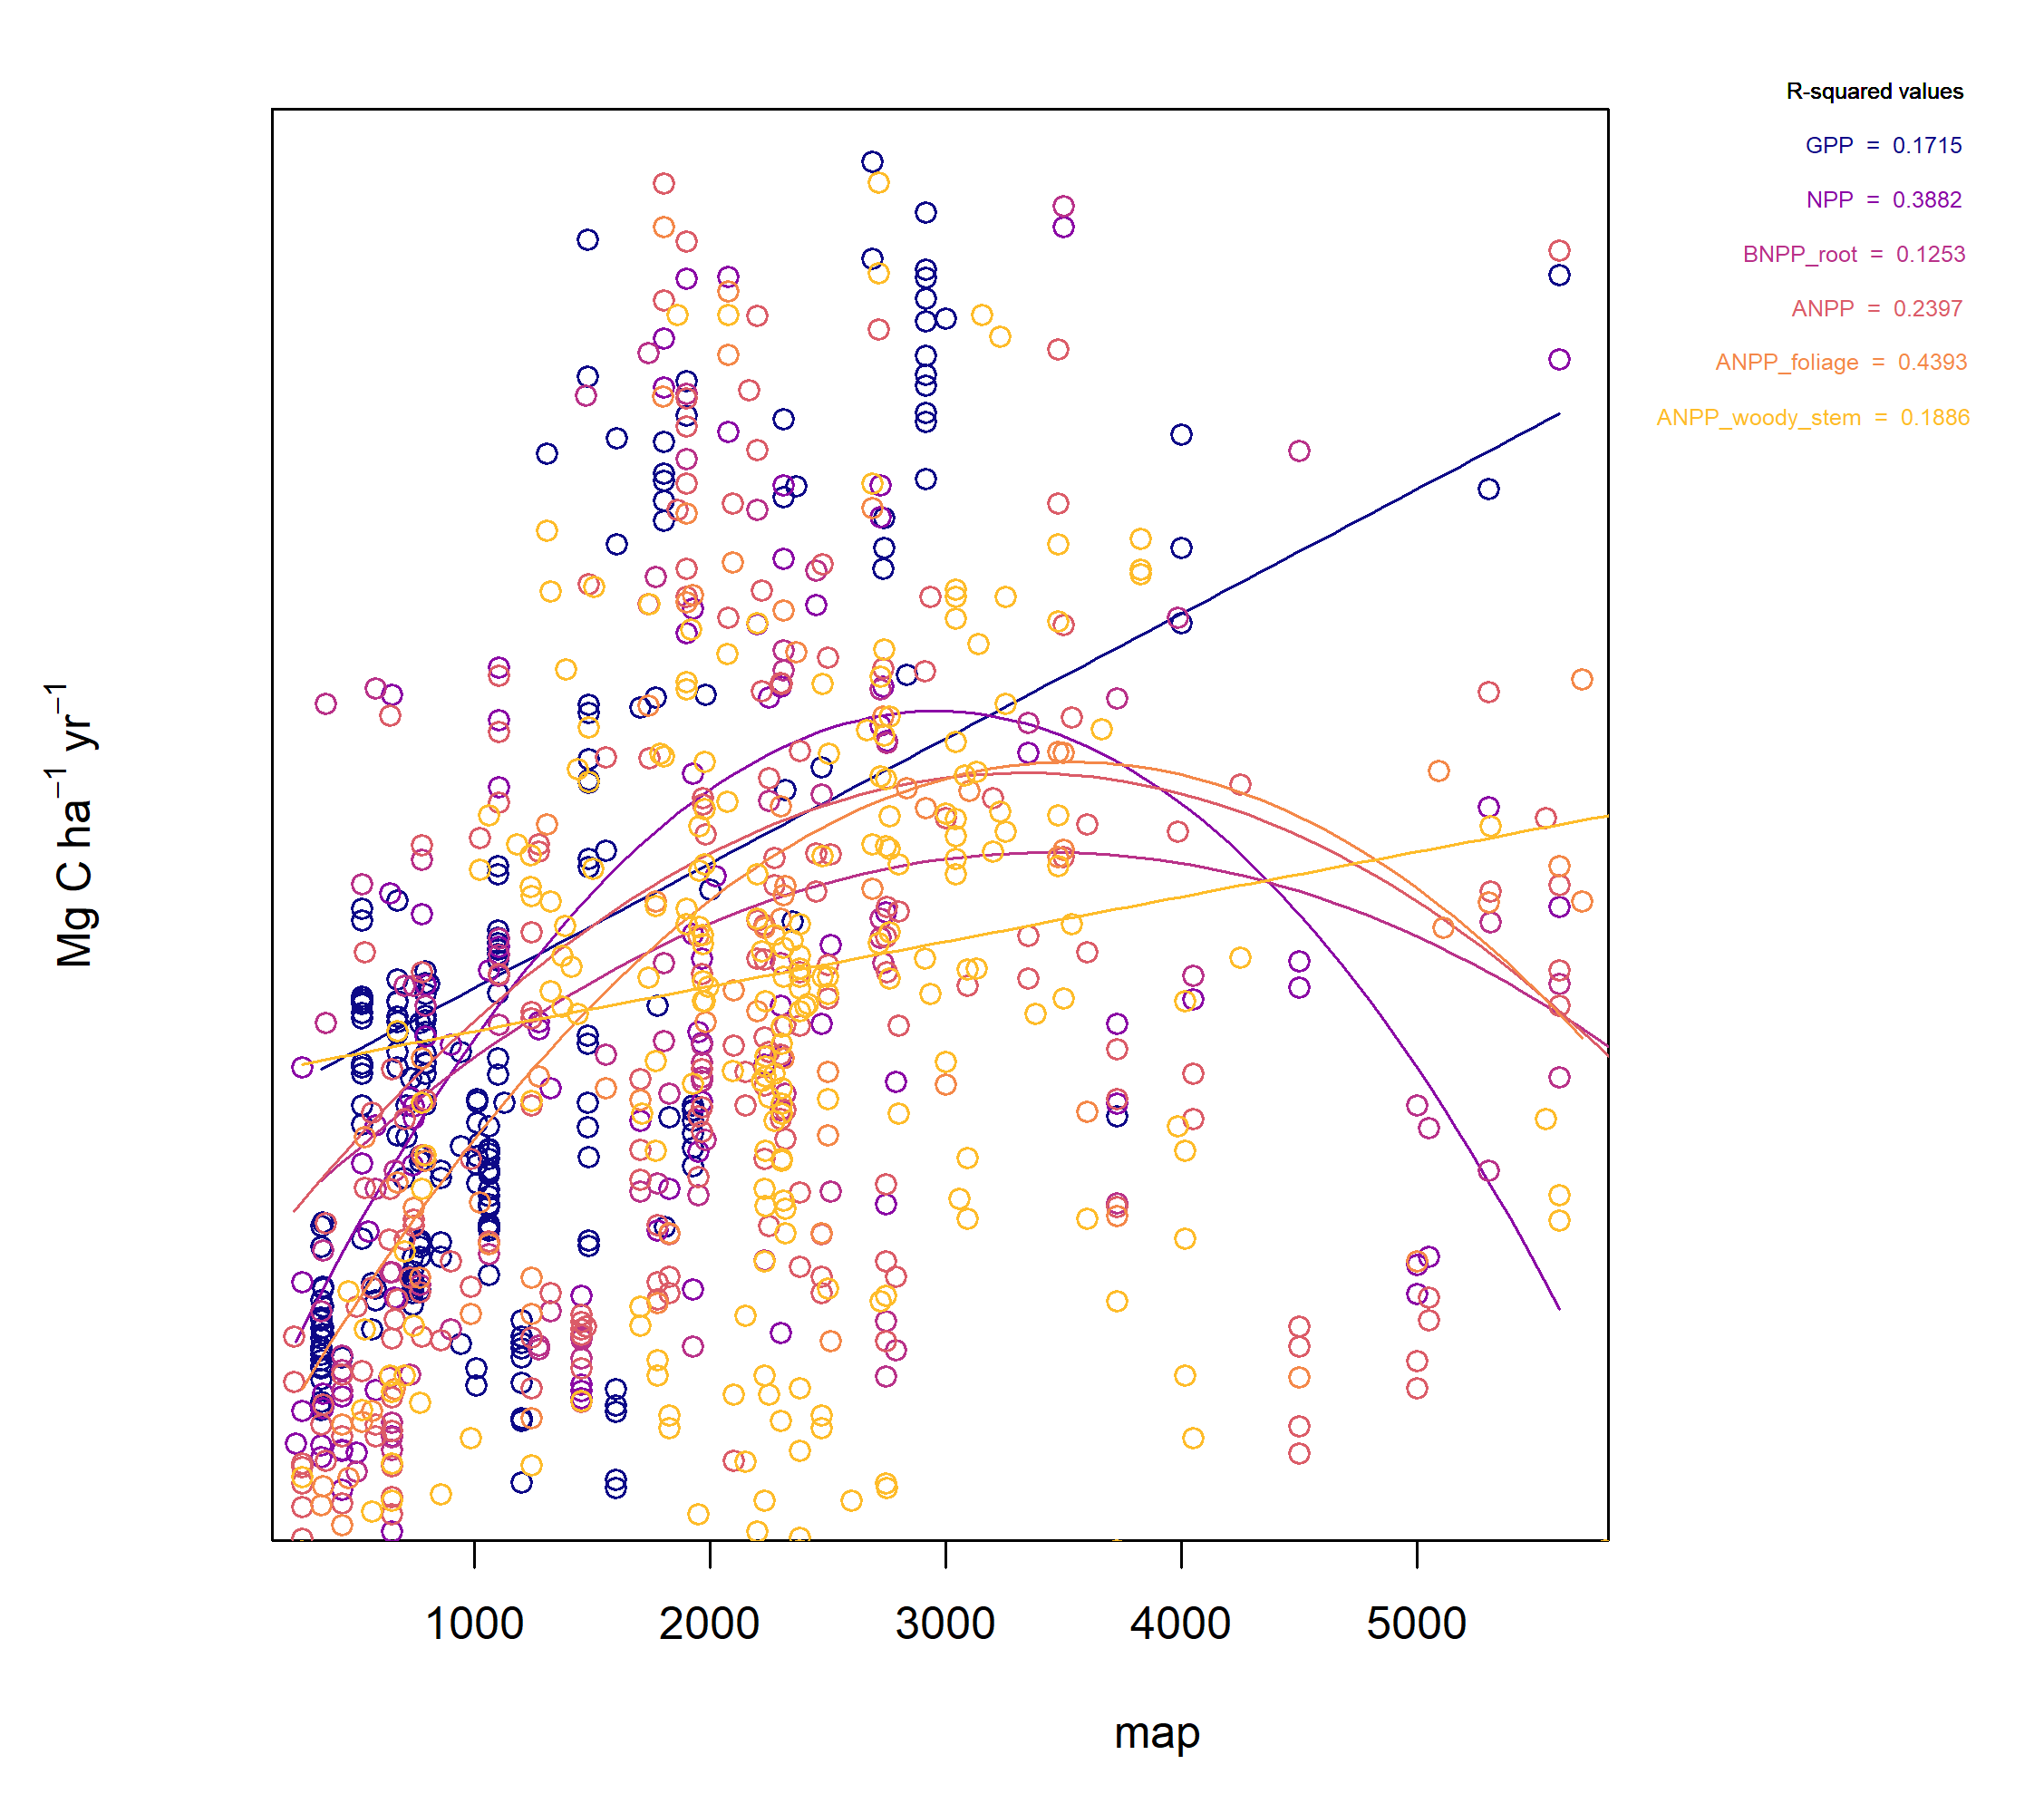 R-squared values
GPP = 0.1715
NPP = 0.3882
BNPP_root = 0.1253
ANPP = 0.2397
ANPP_foliage = 0.4393
ANPP_woody_stem = 0.1886
Mg C ha⁻¹ yr⁻¹
1000 2000 3000 4000 5000
map